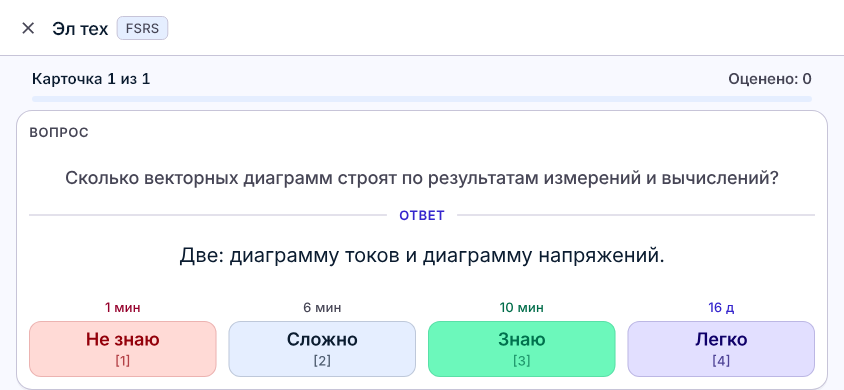 Эл тех FSRS
Карточка 1 из 1 Оценено: 0
ВОПРОС
Сколько векторных диаграмм строят по результатам измерений и вычислений?
ОТВЕТ
Две: диаграмму токов и диаграмму напряжений.
1 мин 6 мин 10 мин 16 д
Не знаю Сложно Знаю Легко
[1] [2] [3] [4]